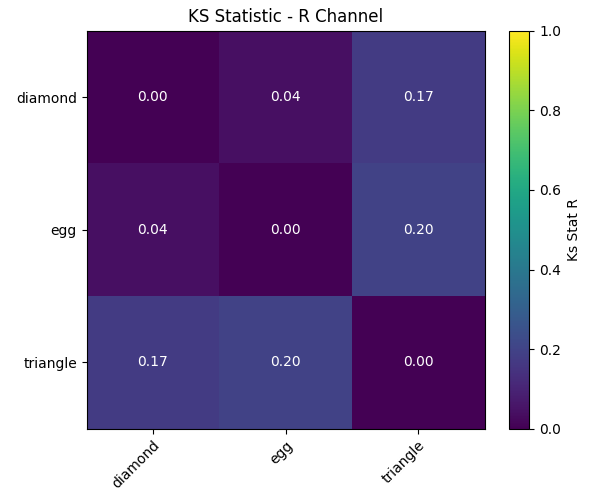 KS Statistic - R Channel
diamond 0.00 0.04 0.17
egg 0.04 0.00 0.20
triangle 0.17 0.20 0.00
diamond egg triangle
1.0
0.8
0.6
0.4
0.2
0.0
Ks Stat R